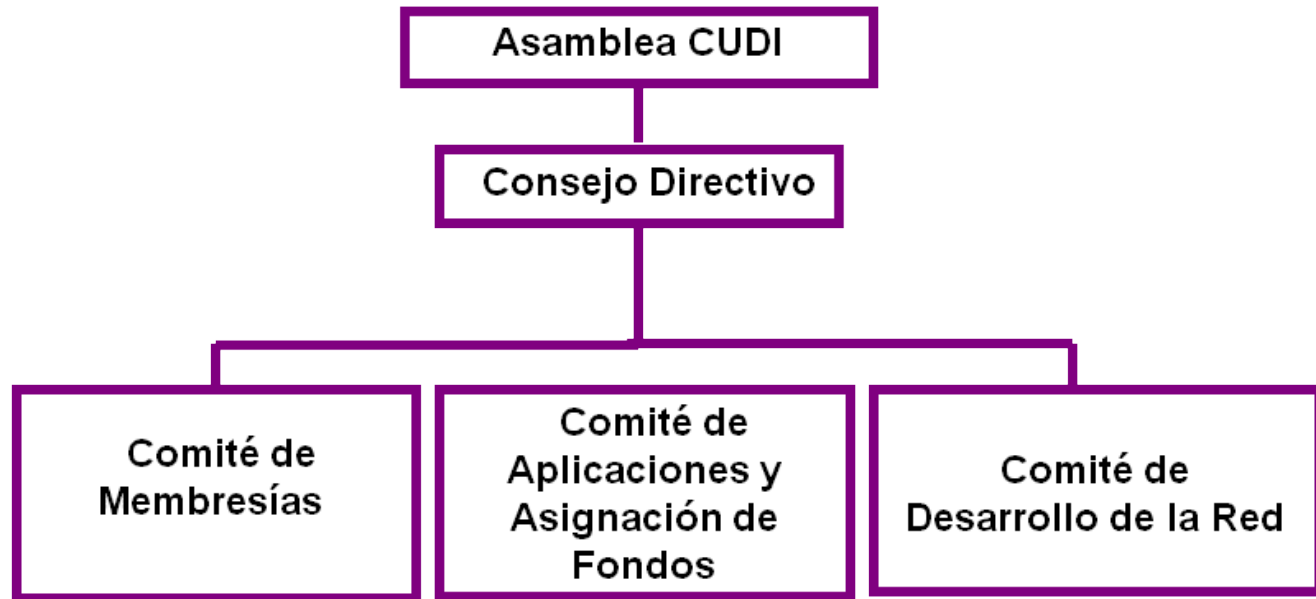 Asamblea CUDI
Consejo Directivo
Comité de
Membresías
Comité de
Aplicaciones y
Asignación de
Fondos
Comité de
Desarrollo de la Red